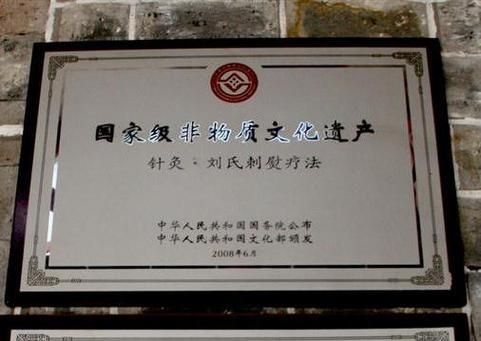 国家级非物质文化遗产
针灸·刘氏刺熨疗法
中华人民共和国国务院公布
中华人民共和国文化部颁发
2008年6月